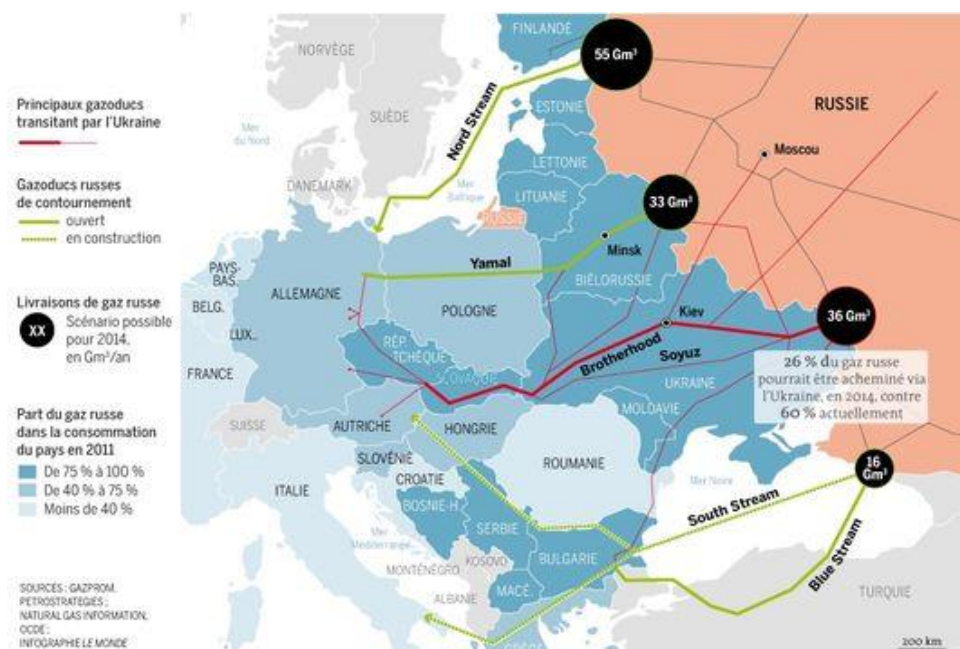 Principaux gazoducs
transitant par l'Ukraine
Gazoducs russes
de contournement
ouvert
en construction
Livraisons de gaz russe
XX
Scénario possible
pour 2014,
en Gm³/an
Part du gaz russe
dans la consommation
du pays en 2011
De 75 % à 100 %
De 40 % à 75 %
Moins de 40 %
SOURCES : GAZPROM,
PETROSTRATEGIES ;
NATURAL GAS INFORMATION,
OCDE ;
INFOGRAPHIE LE MONDE
FINLANDE
NORVÈGE
55 Gm³
RUSSIE
SUÈDE
Nord Stream
ESTONIE
Mer
du Nord
Moscou
LETTONIE
DANEMARK
Mer
Baltique
LITUANIE
33 Gm³
RUSSIE
Minsk
PAYS-
BAS.
Yamal
BIÉLORUSSIE
ALLEMAGNE
BELG.
POLOGNE
Kiev
36 Gm³
LUX.
RÉP.
TCHÈQUE
Brotherhood
Soyuz
26 % du gaz russe
pourrait être acheminé via
l'Ukraine, en 2014, contre
60 % actuellement
FRANCE
SLOVAQUIE
UKRAINE
MOLDAVIE
SUISSE
AUTRICHE
HONGRIE
SLOVÉNIE
ROUMANIE
16
Gm³
CROATIE
ITALIE
Mer Noire
BOSNIE-H
South Stream
SERBIE
Mer
Méditerranée
BULGARIE
KOSOVO
MONTÉNÉGRO
Blue Stream
MACÉ.
ALBANIE
TURQUIE
200 km